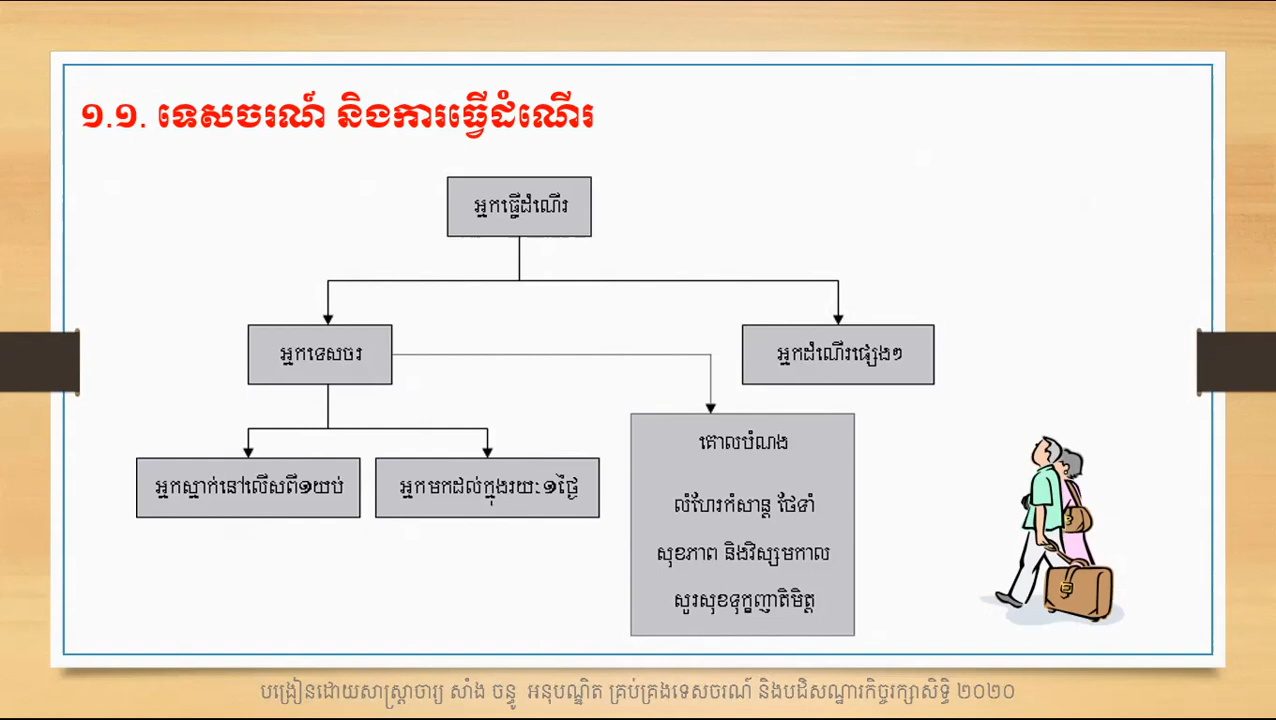 ១.១. ទេសចរណ៍ និងការធ្វើដំណើរ
អ្នកធ្វើដំណើរ
អ្នកទេសចរ
អ្នកដំណើរផ្សេងៗ
អ្នកស្នាក់នៅលើសពី១យប់
អ្នកមកដល់ក្នុងរយៈ១ថ្ងៃ
គោលបំណង
លំហែរកំសាន្ត ថែទាំ
សុខភាព និងវិស្សមកាល
សួរសុខទុក្ខញាតិមិត្ត
បង្រៀនដោយសាស្ត្រាចារ្យ សាំង ចន្ធូ អនុបណ្ឌិត គ្រប់គ្រងទេសចរណ៍ និងបដិសណ្ឋារកិច្ចរក្សាសិទ្ធិ ២០២០